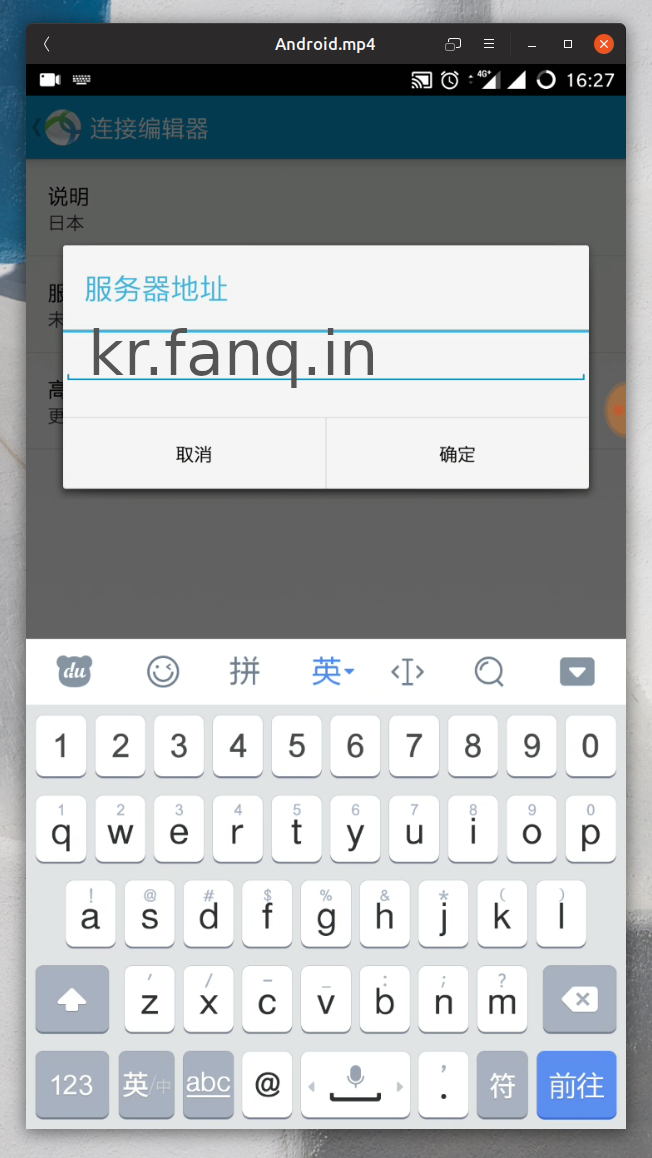 Android.mp4
4G+ 16:27
连接编辑器
说明
日本
服
未
高
更
服务器地址
kr.fanq.in
取消 确定
du 拼 英
1 2 3 4 5 6 7 8 9 0
1 2 3 4 5 6 7 8 9 0
q w e r t y u i o p
! @ # $ % & * ( )
a s d f g h j k l
' / - _ : ; ?
z x c v b n m
123 英/中 abc @ , . 符 前往